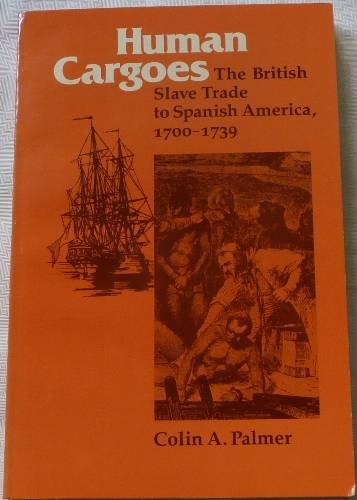 Human
Cargoes The British
Slave Trade
to Spanish America,
1700–1739
Colin A. Palmer